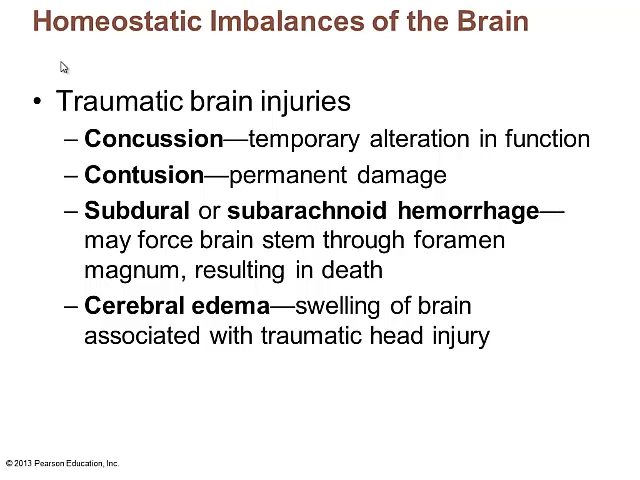 Homeostatic Imbalances of the Brain
• Traumatic brain injuries
– Concussion—temporary alteration in function
– Contusion—permanent damage
– Subdural or subarachnoid hemorrhage—
may force brain stem through foramen
magnum, resulting in death
– Cerebral edema—swelling of brain
associated with traumatic head injury
© 2013 Pearson Education, Inc.